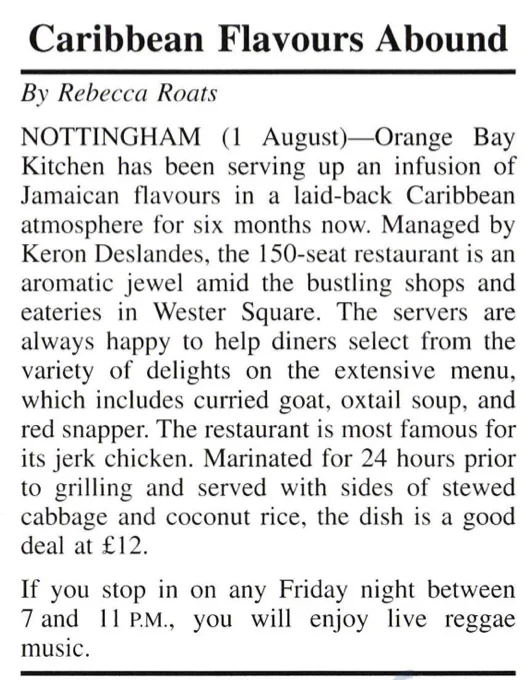 Caribbean Flavours Abound
By Rebecca Roats
NOTTINGHAM (1 August)—Orange Bay
Kitchen has been serving up an infusion of
Jamaican flavours in a laid-back Caribbean
atmosphere for six months now. Managed by
Keron Deslandes, the 150-seat restaurant is an
aromatic jewel amid the bustling shops and
eateries in Wester Square. The servers are
always happy to help diners select from the
variety of delights on the extensive menu,
which includes curried goat, oxtail soup, and
red snapper. The restaurant is most famous for
its jerk chicken. Marinated for 24 hours prior
to grilling and served with sides of stewed
cabbage and coconut rice, the dish is a good
deal at £12.
If you stop in on any Friday night between
7 and 11 P.M., you will enjoy live reggae
music.